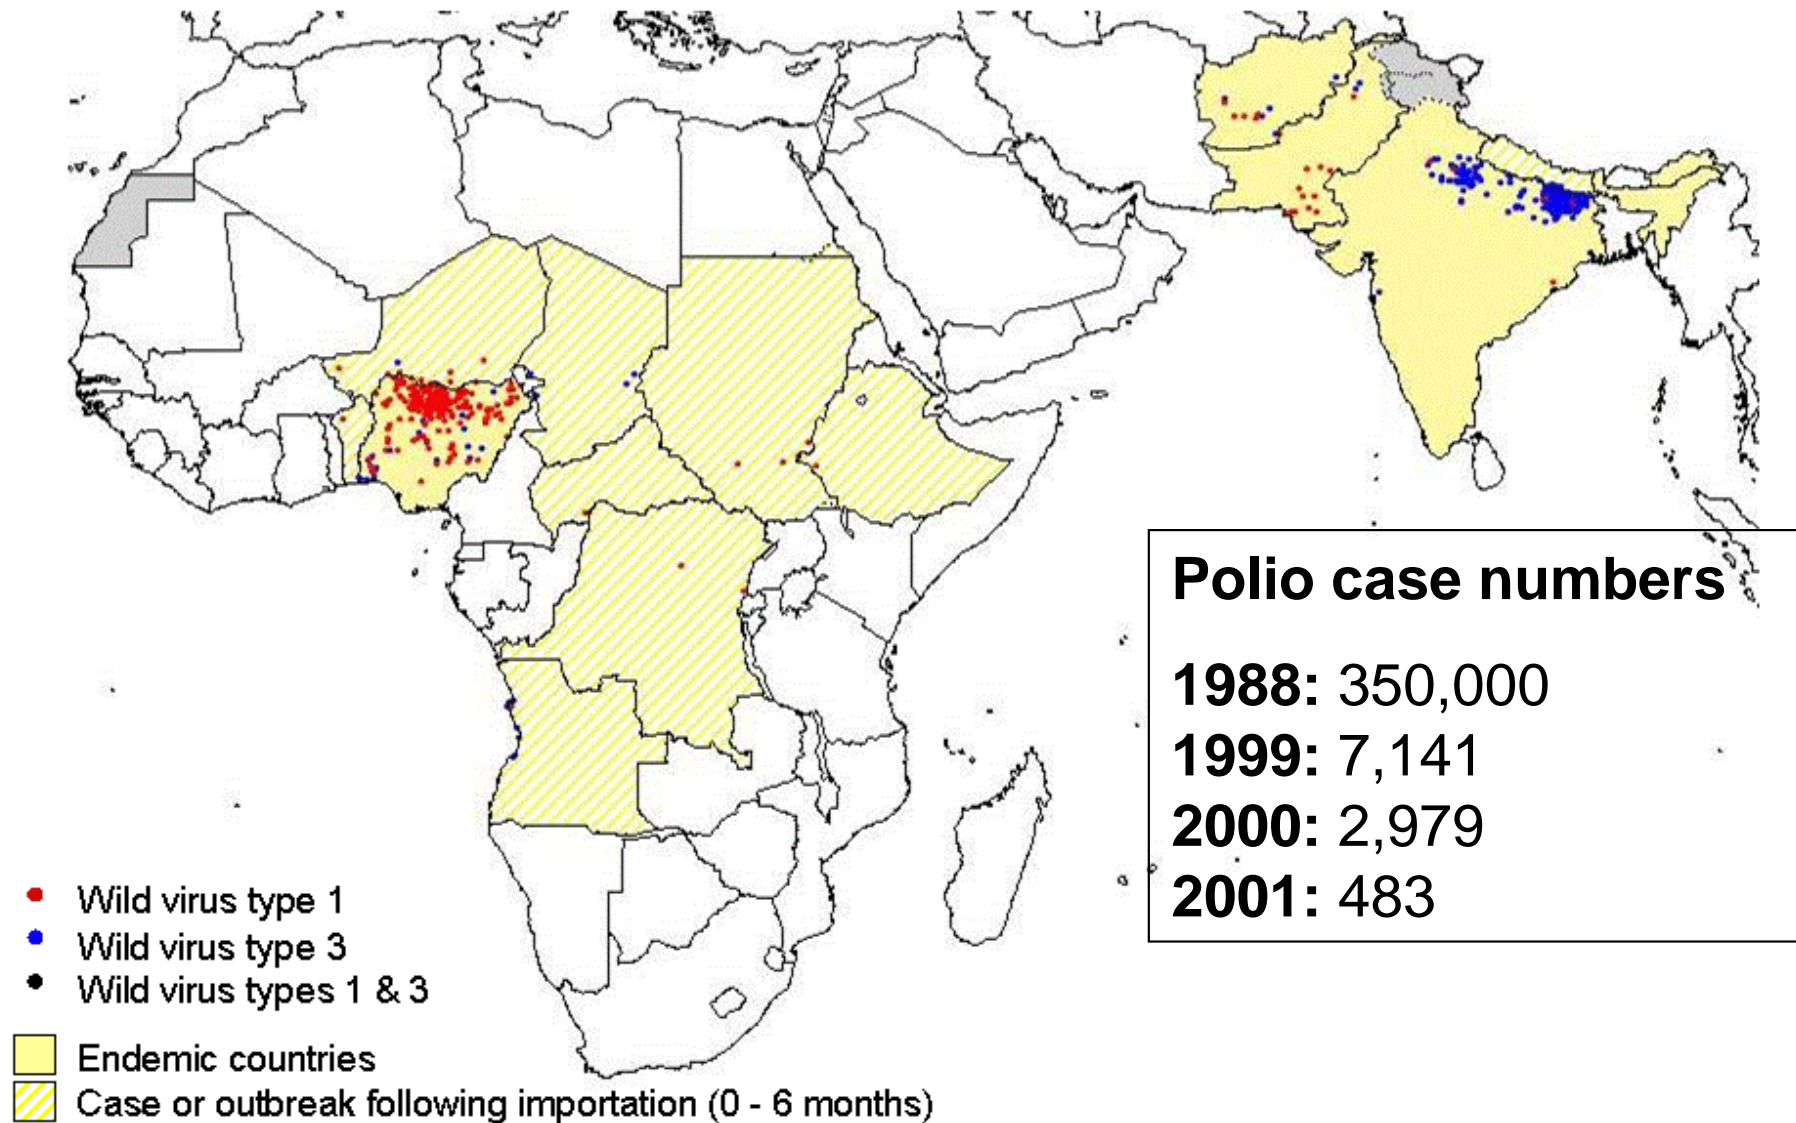 Polio case numbers
1988: 350,000
1999: 7,141
2000: 2,979
2001: 483
Wild virus type 1
Wild virus type 3
Wild virus types 1 & 3
Endemic countries
Case or outbreak following importation (0 - 6 months)